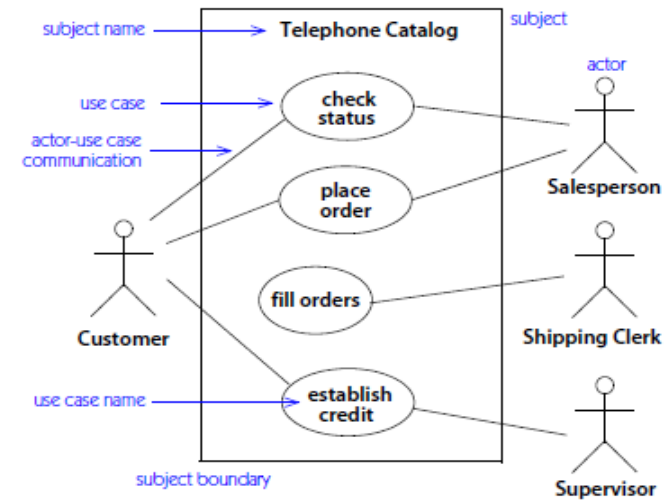 subject name
Telephone Catalog
subject
actor
use case
check
status
actor-use case
communication
place
order
Salesperson
fill orders
Customer
Shipping Clerk
use case name
establish
credit
subject boundary
Supervisor